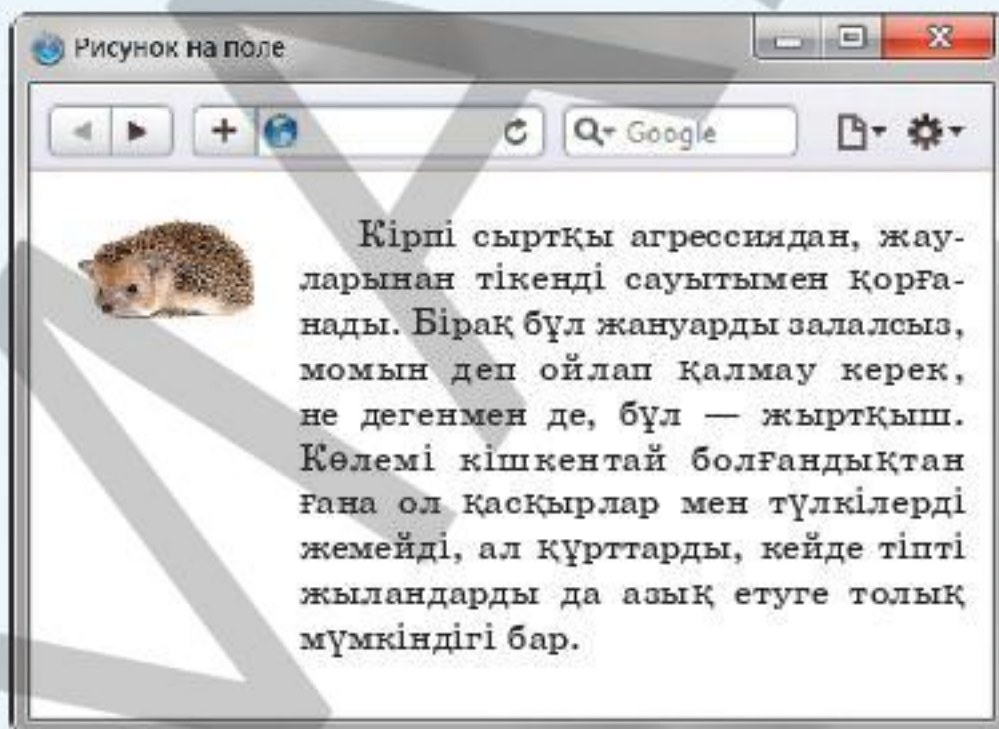 Рисунок на поле
Google
Кірпі сыртқы агрессиядан, жау-
ларынан тікенді сауытымен қорға-
нады. Бірақ бұл жануарды залалсыз,
момын деп ойлап қалмау керек,
не дегенмен де, бұл — жыртқыш.
Көлемі кішкентай болғандықтан
ғана ол қасқырлар мен түлкілерді
жемейді, ал құрттарды, кейде тіпті
жыландарды да азық етуге толық
мүмкіндігі бар.